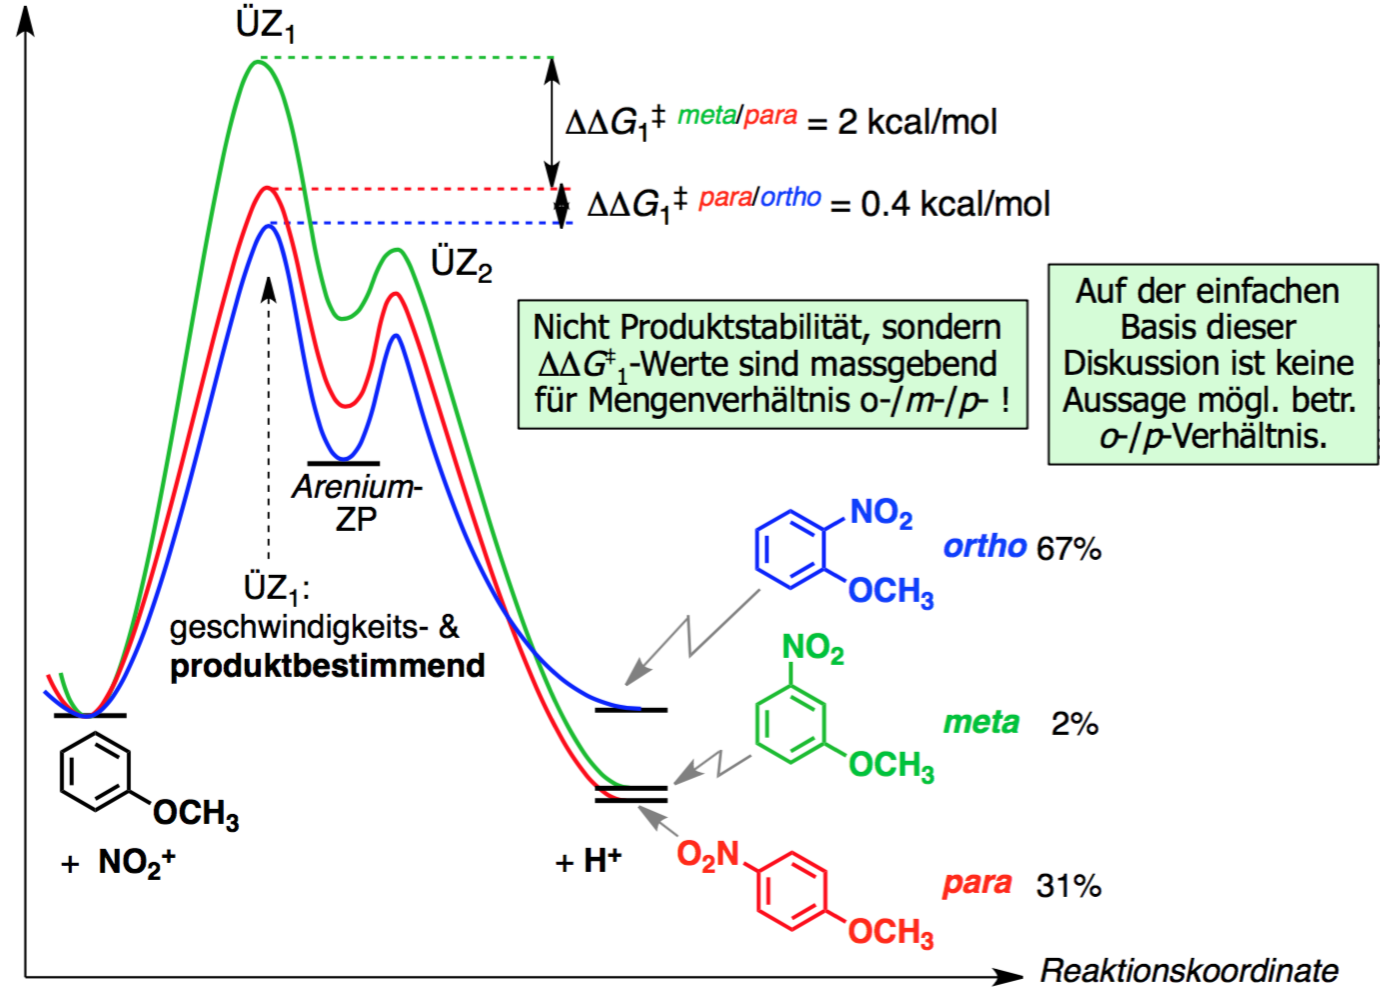 ÜZ₁
ΔΔG₁‡ meta/para = 2 kcal/mol
ΔΔG₁‡ para/ortho = 0.4 kcal/mol
ÜZ₂
Nicht Produktstabilität, sondern
ΔΔG‡₁-Werte sind massgebend
für Mengenverhältnis o-/m-/p- !
Auf der einfachen
Basis dieser
Diskussion ist keine
Aussage mögl. betr.
o-/p-Verhältnis.
Arenium-
ZP
ÜZ₁:
geschwindigkeits- &
produktbestimmend
NO₂
OCH₃
ortho 67%
NO₂
OCH₃
meta 2%
O₂N
OCH₃
para 31%
OCH₃
+ NO₂⁺
+ H⁺
Reaktionskoordinate